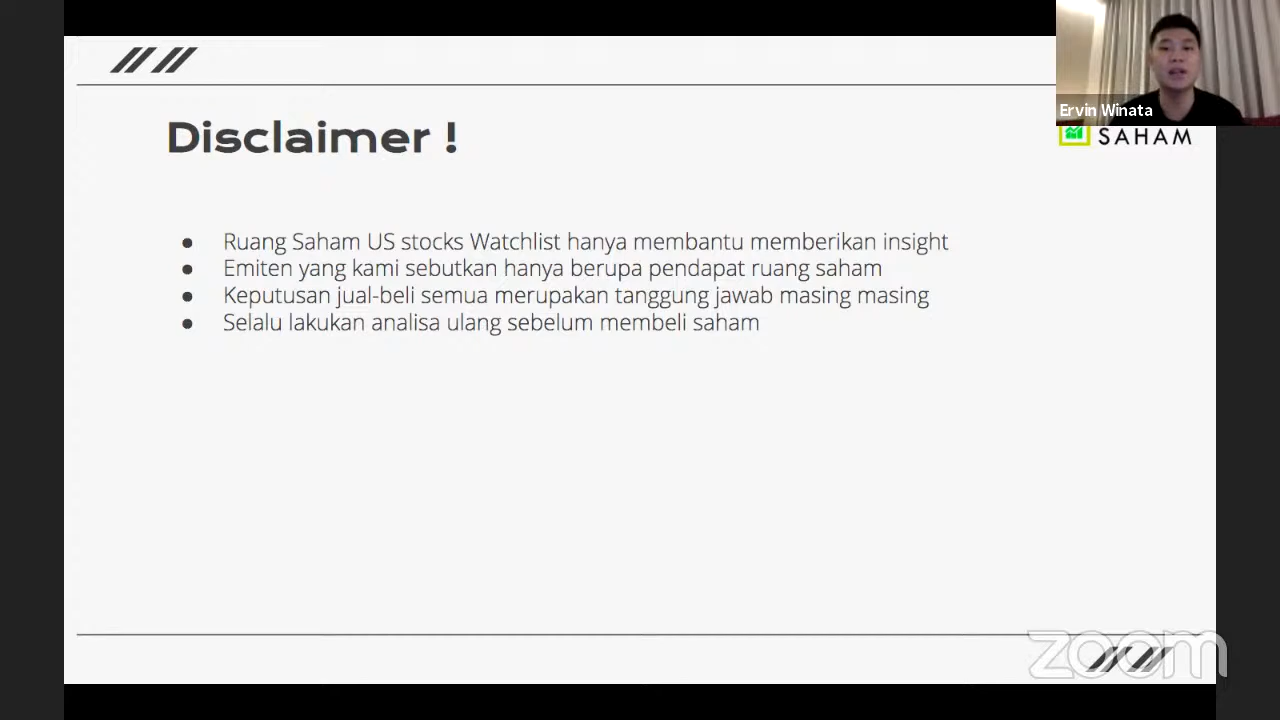 Ervin Winata
SAHAM
Disclaimer !
● Ruang Saham US stocks Watchlist hanya membantu memberikan insight
● Emiten yang kami sebutkan hanya berupa pendapat ruang saham
● Keputusan jual-beli semua merupakan tanggung jawab masing masing
● Selalu lakukan analisa ulang sebelum membeli saham
zoom